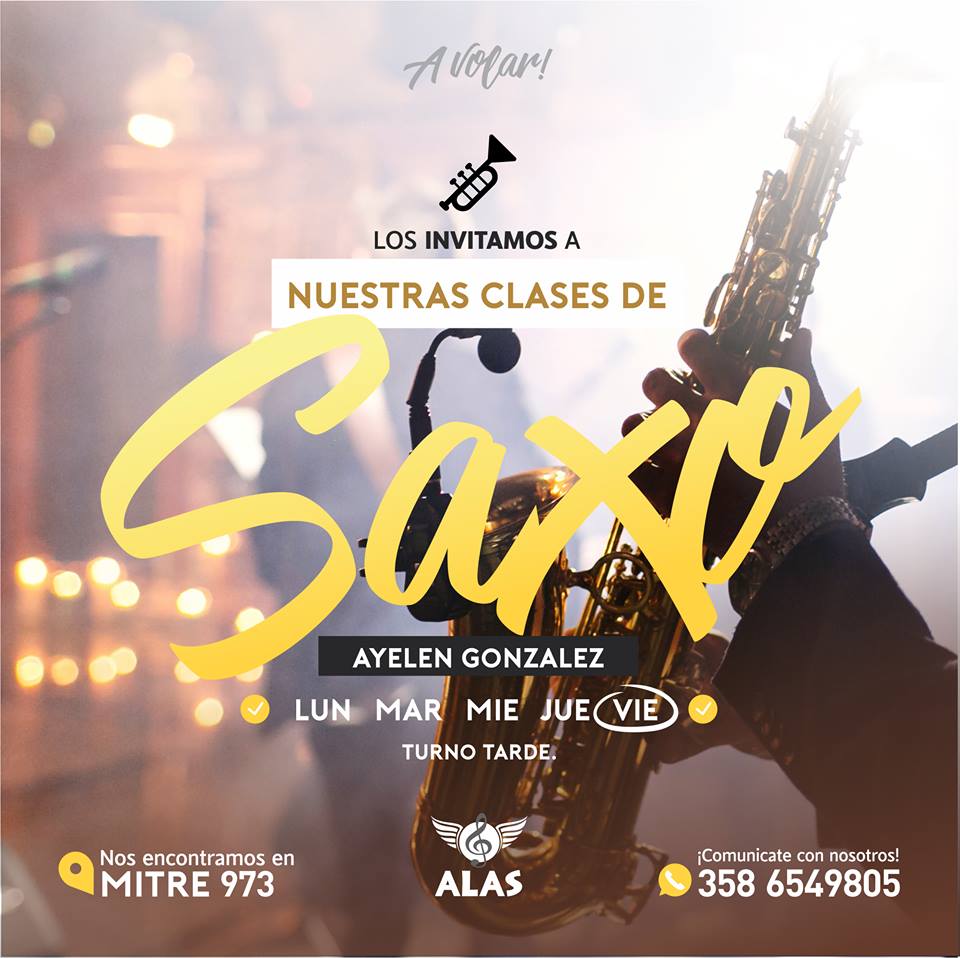 A volar!
LOS INVITAMOS A
NUESTRAS CLASES DE
Saxo
AYELEN GONZALEZ
LUN MAR MIE JUE VIE
TURNO TARDE.
Nos encontramos en
MITRE 973
ALAS
¡Comunicate con nosotros!
358 6549805